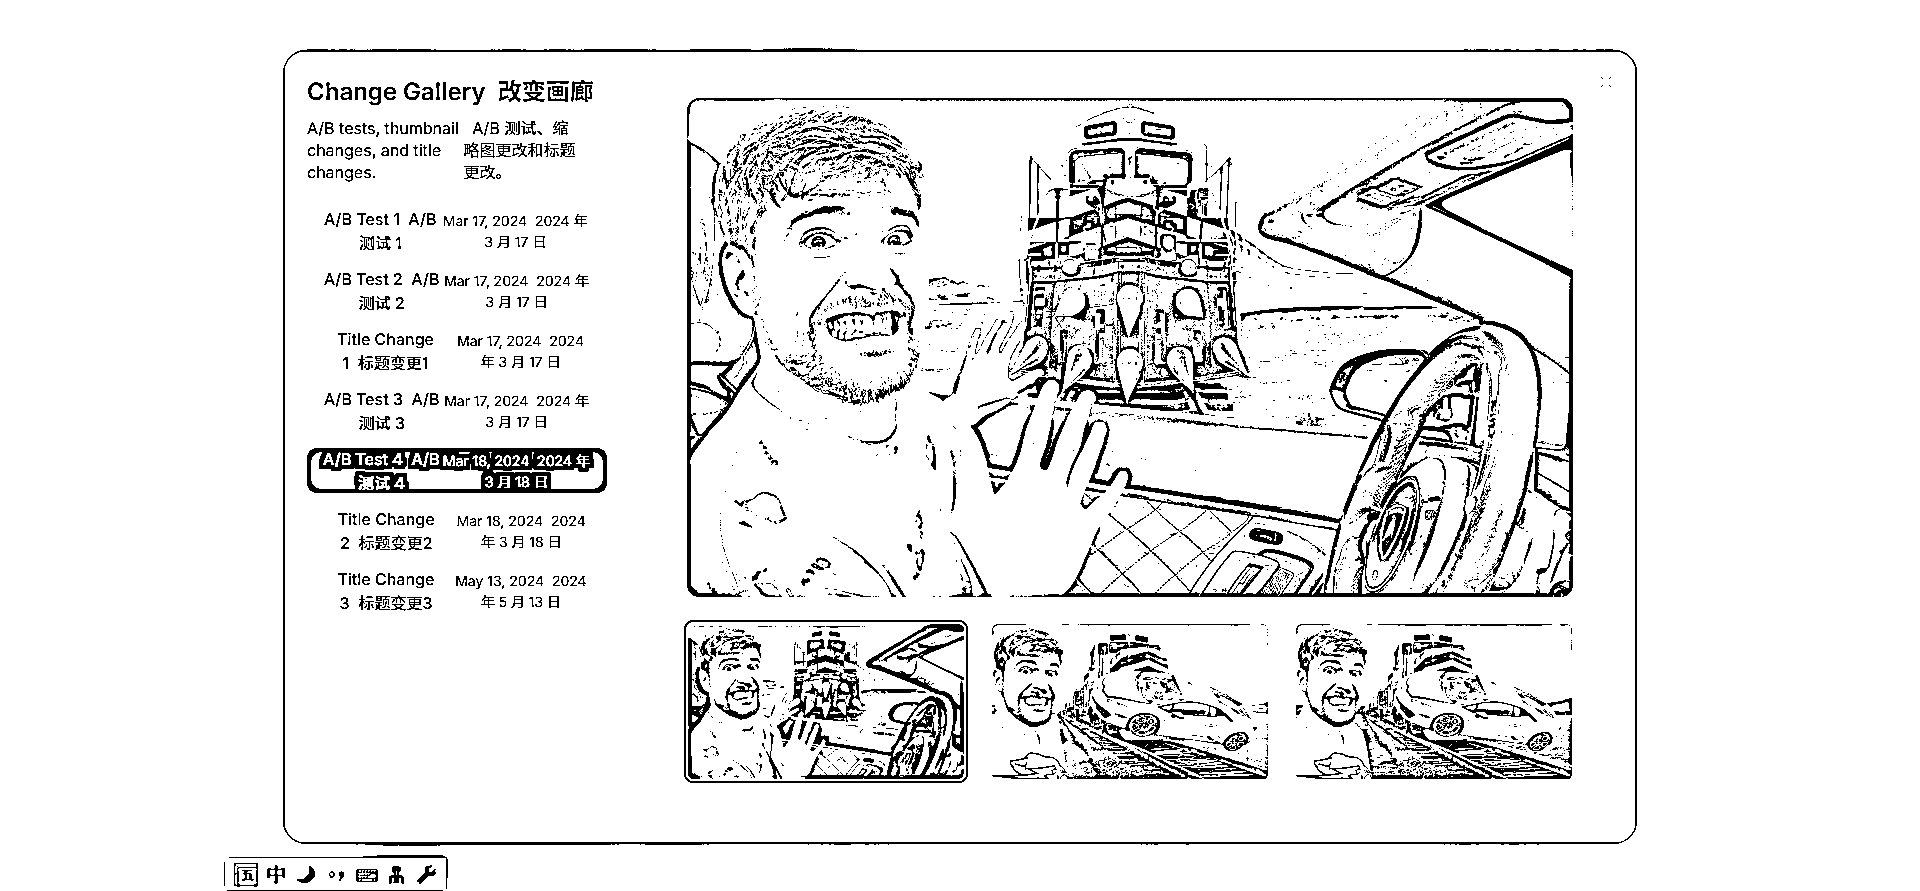 Change Gallery 改变画廊
A/B tests, thumbnail changes, and title changes.
A/B 测试、缩略图更改和标题更改。
A/B Test 1 A/B 测试 1
Mar 17, 2024 2024 年 3 月 17 日
A/B Test 2 A/B 测试 2
Mar 17, 2024 2024 年 3 月 17 日
Title Change 1 标题变更1
Mar 17, 2024 2024 年 3 月 17 日
A/B Test 3 A/B 测试 3
Mar 17, 2024 2024 年 3 月 17 日
A/B Test 4 A/B 测试 4
Mar 18, 2024 2024 年 3 月 18 日
Title Change 2 标题变更2
Mar 18, 2024 2024 年 3 月 18 日
Title Change 3 标题变更3
May 13, 2024 2024 年 5 月 13 日
五 中